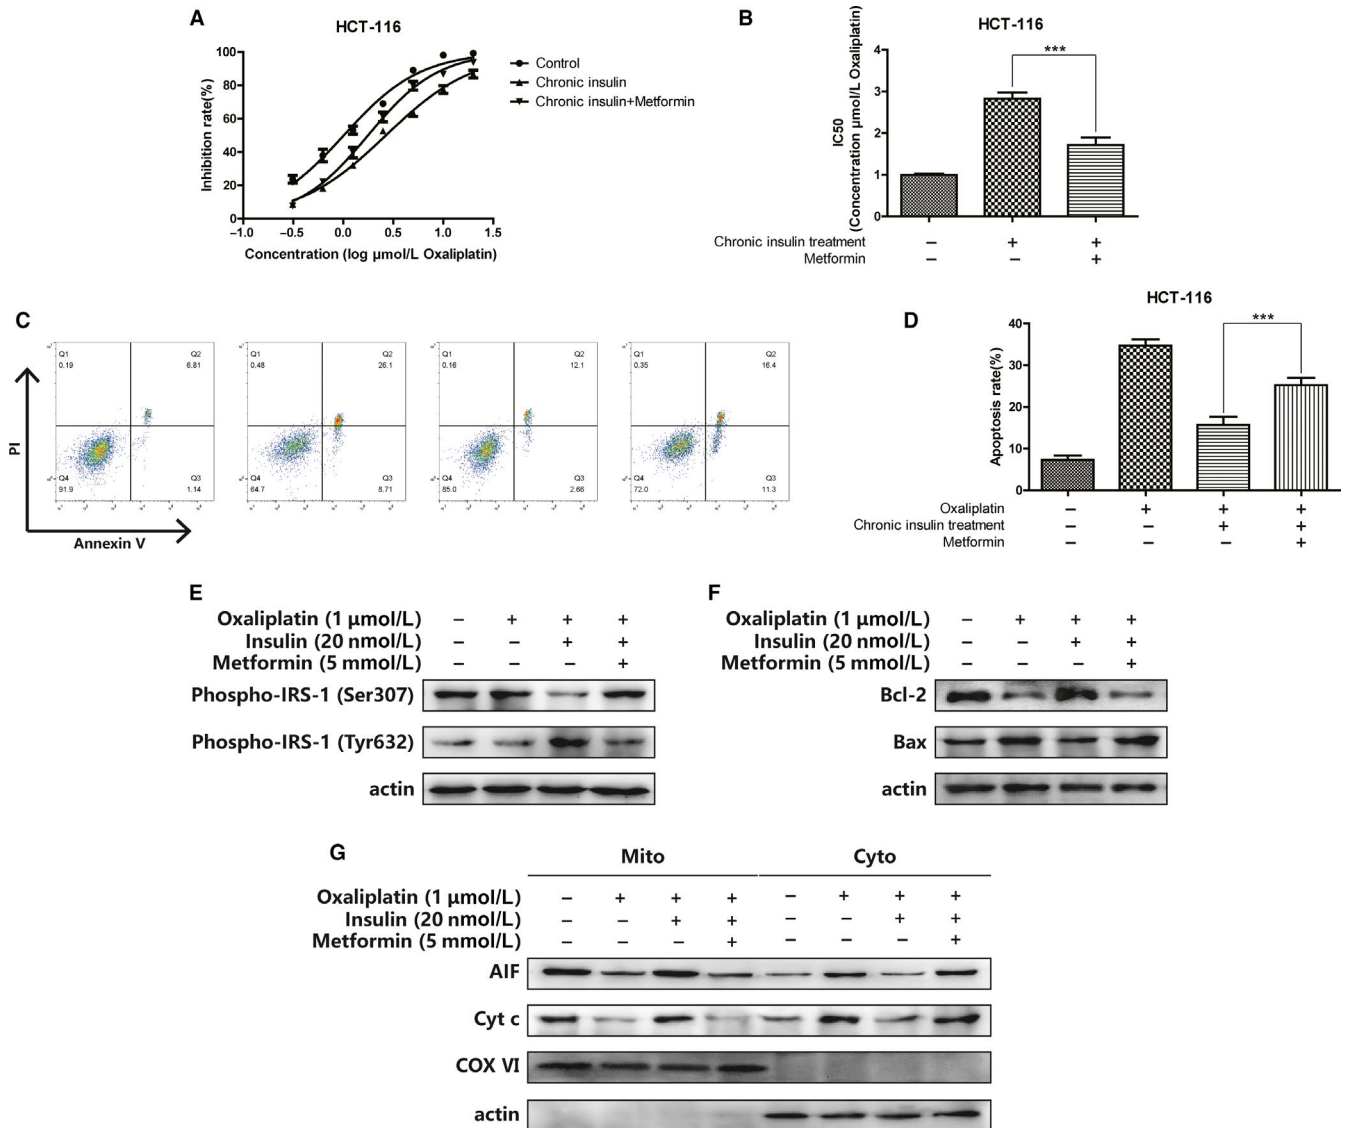 A
HCT-116
Inhibition rate(%)
100
80
60
40
20
0
−1.0 −0.5 0.0 0.5 1.0 1.5
Concentration (log µmol/L Oxaliplatin)
Control
Chronic insulin
Chronic insulin+Metformin
B
HCT-116
IC50
(Concentration µmol/L Oxaliplatin)
4
3
2
1
0
***
Chronic insulin treatment − + +
Metformin − − +
C
PI
Annexin V
Q1 Q2
0.19 6.81
Q4 Q3
91.9 1.14
Q1 Q2
0.48 26.1
Q4 Q3
64.7 8.71
Q1 Q2
0.16 12.1
Q4 Q3
85.0 2.66
Q1 Q2
0.35 16.4
Q4 Q3
72.0 11.3
D
HCT-116
Apoptosis rate(%)
40
30
20
10
0
***
Oxaliplatin − + + +
Chronic insulin treatment − − + +
Metformin − − − +
E
Oxaliplatin (1 µmol/L) − + + +
Insulin (20 nmol/L) − − + +
Metformin (5 mmol/L) − − − +
Phospho-IRS-1 (Ser307)
Phospho-IRS-1 (Tyr632)
actin
F
Oxaliplatin (1 µmol/L) − + + +
Insulin (20 nmol/L) − − + +
Metformin (5 mmol/L) − − − +
Bcl-2
Bax
actin
G
Mito Cyto
Oxaliplatin (1 µmol/L) − + + + − + + +
Insulin (20 nmol/L) − − + + − − + +
Metformin (5 mmol/L) − − − + − − − +
AIF
Cyt c
COX VI
actin